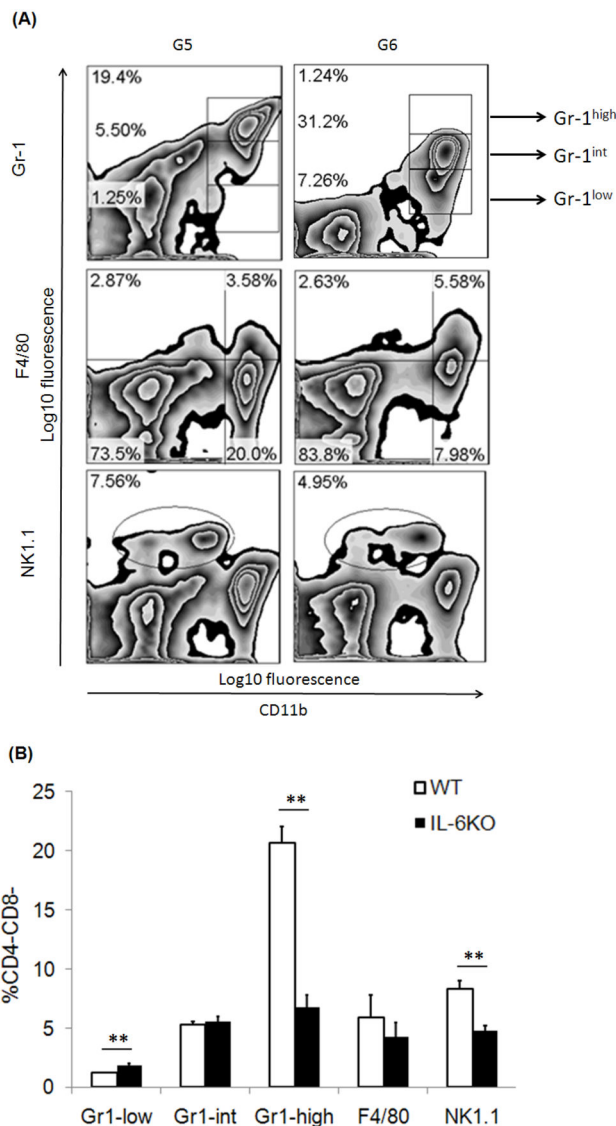 (A)
G5 G6
Gr-1
19.4%
5.50%
1.25%
1.24%
31.2%
7.26%
Gr-1high
Gr-1int
Gr-1low
F4/80
Log10 fluorescence
2.87% 3.58%
73.5% 20.0%
2.63% 5.58%
83.8% 7.98%
NK1.1
7.56%
4.95%
Log10 fluorescence
CD11b
(B)
%CD4-CD8-
25
20
15
10
5
0
WT
IL-6KO
**
**
**
Gr1-low Gr1-int Gr1-high F4/80 NK1.1